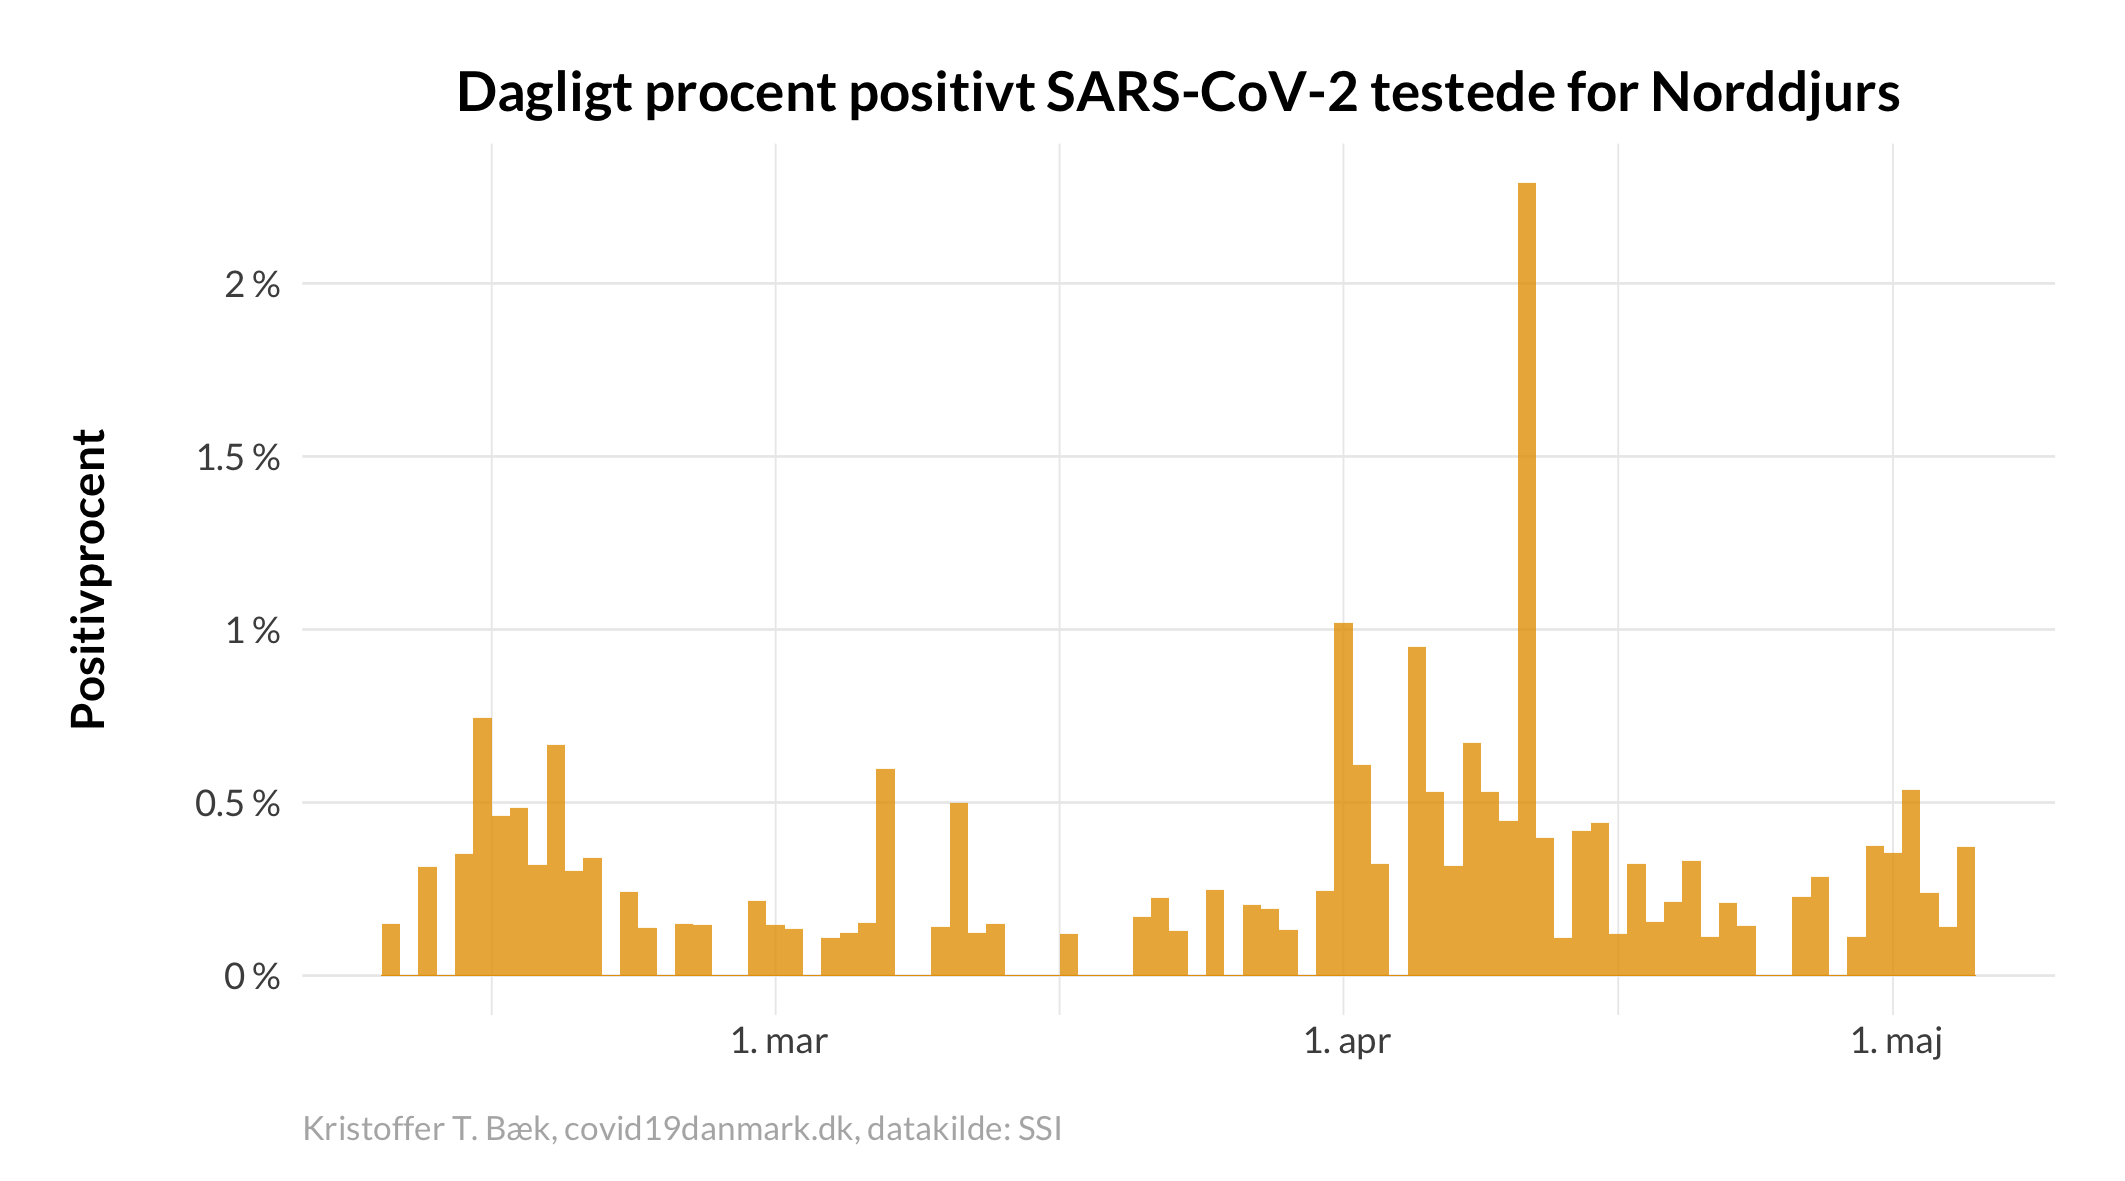 Dagligt procent positivt SARS-CoV-2 testede for Norddjurs
Positivprocent
2 %
1.5 %
1 %
0.5 %
0 %
1. mar
1. apr
1. maj
Kristoffer T. Bæk, covid19danmark.dk, datakilde: SSI